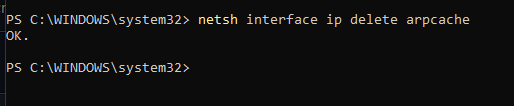 PS C:\WINDOWS\system32> netsh interface ip delete arpcache
OK.
PS C:\WINDOWS\system32>